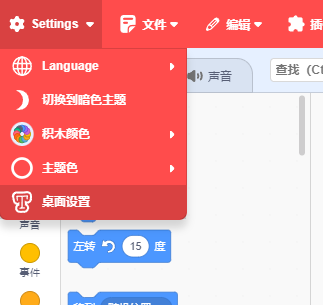 Settings 文件 编辑 插
Language
切换到暗色主题
积木颜色
主题色
桌面设置
声音
查找（Ct
声音
左转 15 度
事件